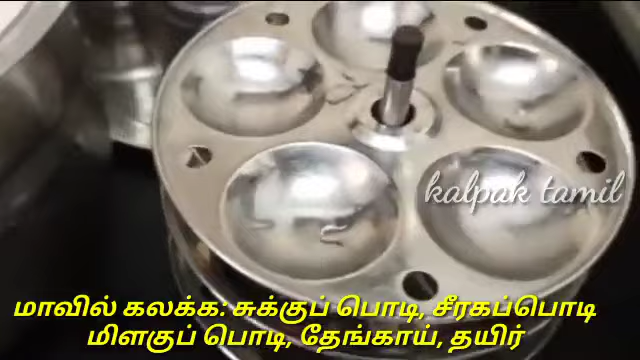 kalpak tamil
மாவில் கலக்க: சுக்குப் பொடி, சீரகப்பொடி
மிளகுப் பொடி, தேங்காய், தயிர்